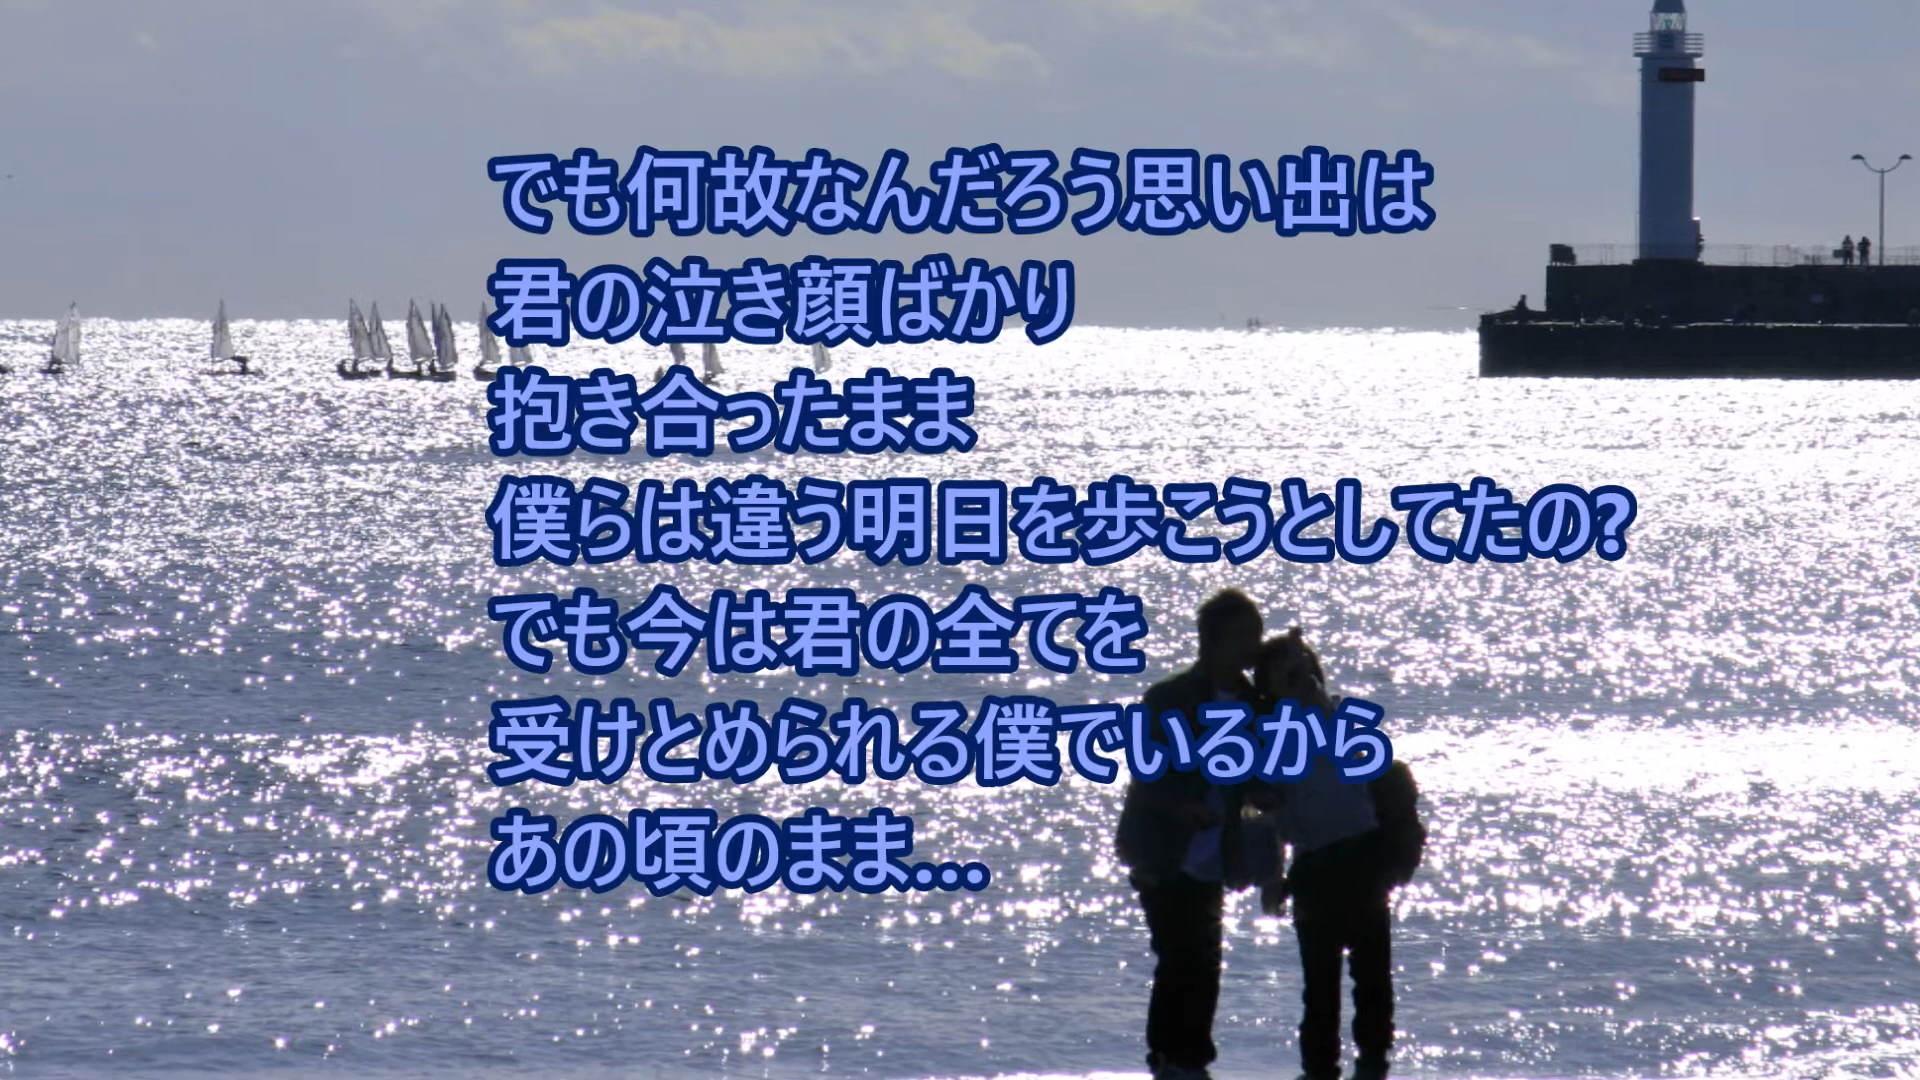 でも何故なんだろう思い出は
君の泣き顔ばかり
抱き合ったまま
僕らは違う明日を歩こうとしてたの?
でも今は君の全てを
受けとめられる僕でいるから
あの頃のまま...